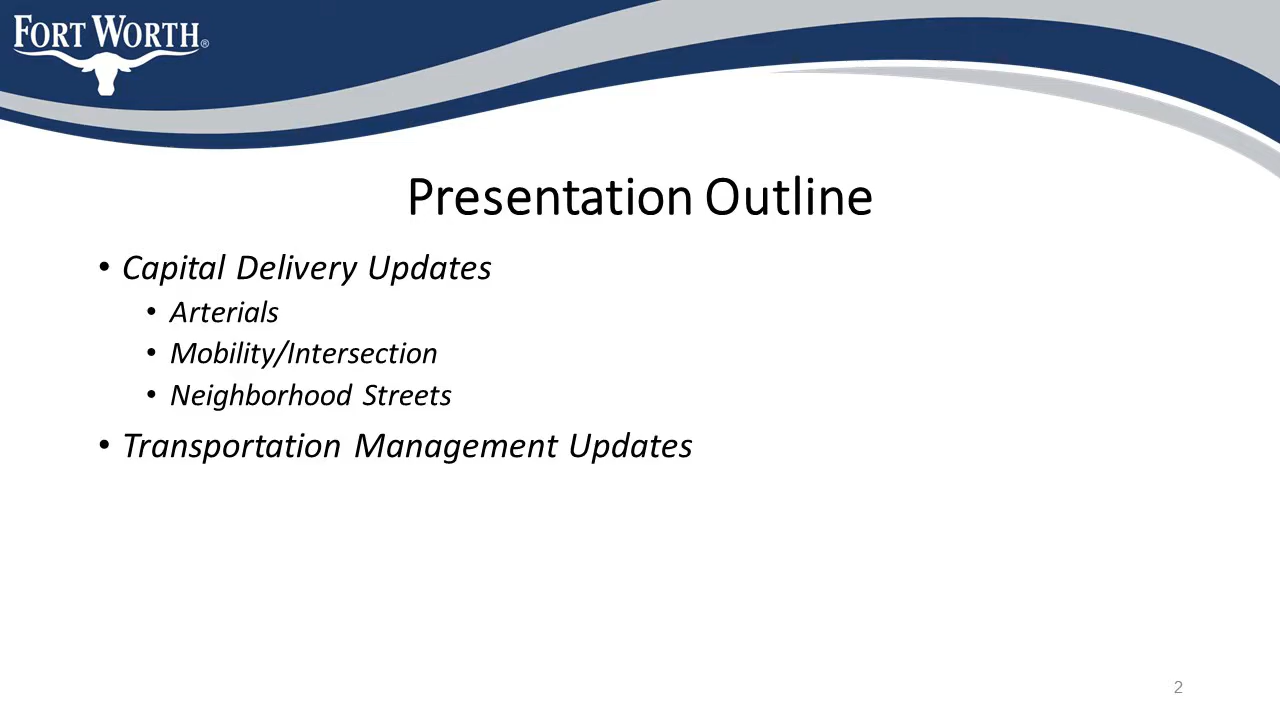 FORT WORTH®
Presentation Outline
• Capital Delivery Updates
• Arterials
• Mobility/Intersection
• Neighborhood Streets
• Transportation Management Updates
2